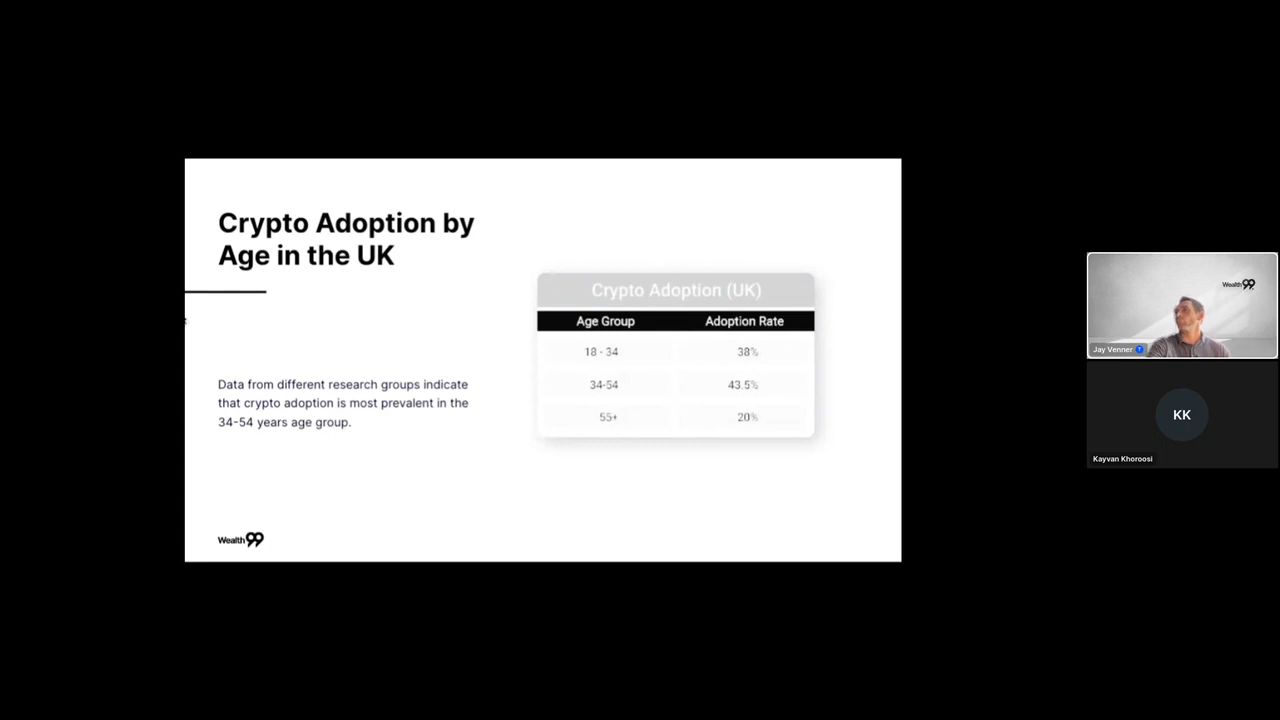 Crypto Adoption by
Age in the UK
Data from different research groups indicate
that crypto adoption is most prevalent in the
34-54 years age group.
Crypto Adoption (UK)
Age Group Adoption Rate
18 - 34 38%
34-54 43.5%
55+ 20%
Wealth99
Wealth99
Jay Venner
KK
Kayvan Khoroosi